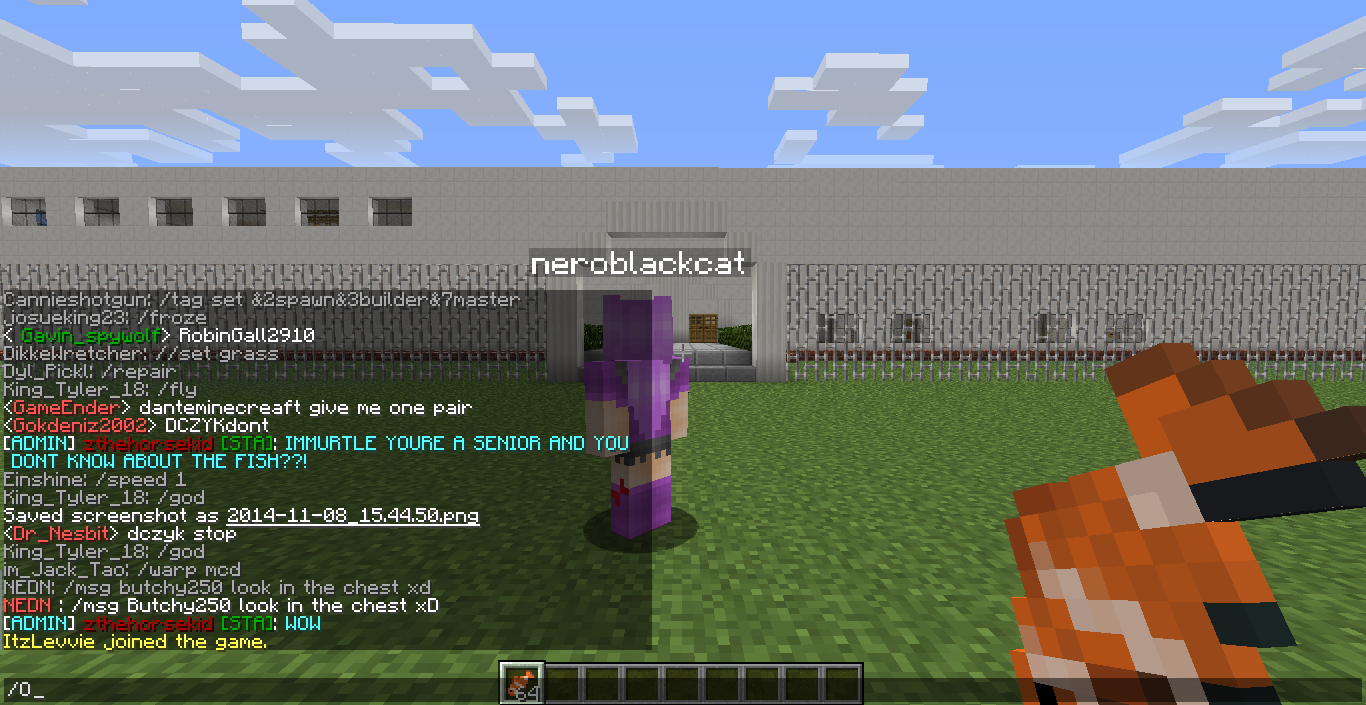 neroblackcat
Cannieshotgun: /tag set &2spawn&3builder&7master
josueking23: /froze
< Gavin_spywolf> RobinGall2910
DikkeWretcher: //set grass
Dyl_Pickl: /repair
King_Tyler_18: /fly
<GameEnder> danteminecreaft give me one pair
<Gokdeniz2002> DCZYKdont
[ADMIN] zthehorsekid [STA]: IMMURTLE YOURE A SENIOR AND YOU
DONT KNOW ABOUT THE FISH??!
Einshine: /speed 1
King_Tyler_18: /god
Saved screenshot as 2014-11-08_15.44.50.png
<Dr_Nesbit> dczyk stop
King_Tyler_18: /god
im_Jack_Tao: /warp mcd
NEDN: /msg butchy250 look in the chest xd
NEDN : /msg Butchy250 look in the chest xD
[ADMIN] zthehorsekid [STA]: WOW
ItzLevvie joined the game.
/O_
64